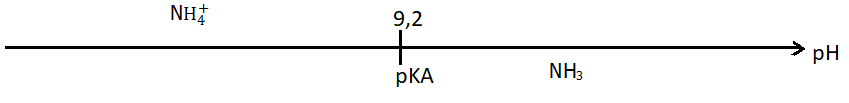 NH₄⁺
9,2
pH
pKA
NH₃